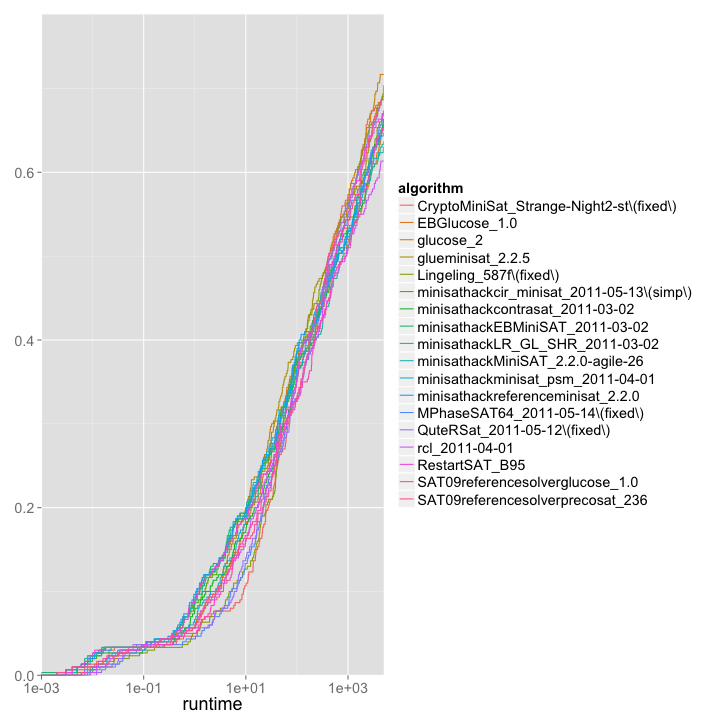 0.6
0.4
0.2
0.0
1e-03
1e-01
1e+01
1e+03
runtime
algorithm
CryptoMiniSat_Strange-Night2-st\(fixed\)
EBGlucose_1.0
glucose_2
glueminisat_2.2.5
Lingeling_587f\(fixed\)
minisathackcir_minisat_2011-05-13\(simp\)
minisathackcontrasat_2011-03-02
minisathackEBMiniSAT_2011-03-02
minisathackLR_GL_SHR_2011-03-02
minisathackMiniSAT_2.2.0-agile-26
minisathackminisat_psm_2011-04-01
minisathackreferenceminisat_2.2.0
MPhaseSAT64_2011-05-14\(fixed\)
QuteRSat_2011-05-12\(fixed\)
rcl_2011-04-01
RestartSAT_B95
SAT09referencesolverglucose_1.0
SAT09referencesolverprecosat_236